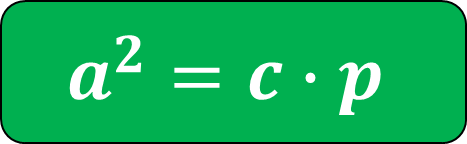 a² = c · p